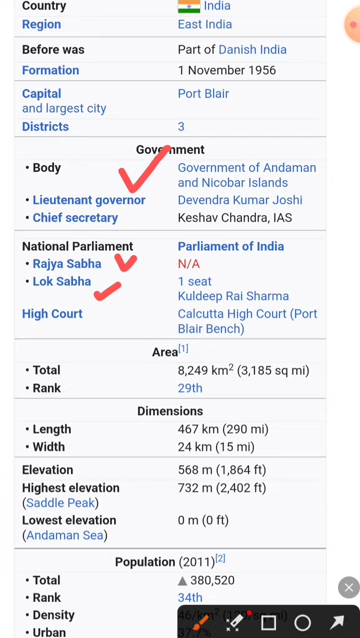 Country India
Region East India
Before was Part of Danish India
Formation 1 November 1956
Capital Port Blair
and largest city
Districts 3
Government
• Body Government of Andaman
and Nicobar Islands
• Lieutenant governor Devendra Kumar Joshi
• Chief secretary Keshav Chandra, IAS
National Parliament Parliament of India
• Rajya Sabha N/A
• Lok Sabha 1 seat
Kuldeep Rai Sharma
High Court Calcutta High Court (Port
Blair Bench)
Area[1]
• Total 8,249 km2 (3,185 sq mi)
• Rank 29th
Dimensions
• Length 467 km (290 mi)
• Width 24 km (15 mi)
Elevation 568 m (1,864 ft)
Highest elevation 732 m (2,402 ft)
(Saddle Peak)
Lowest elevation 0 m (0 ft)
(Andaman Sea)
Population (2011)[2]
• Total ▲ 380,520
• Rank 34th
• Density 46/km2
• Urban